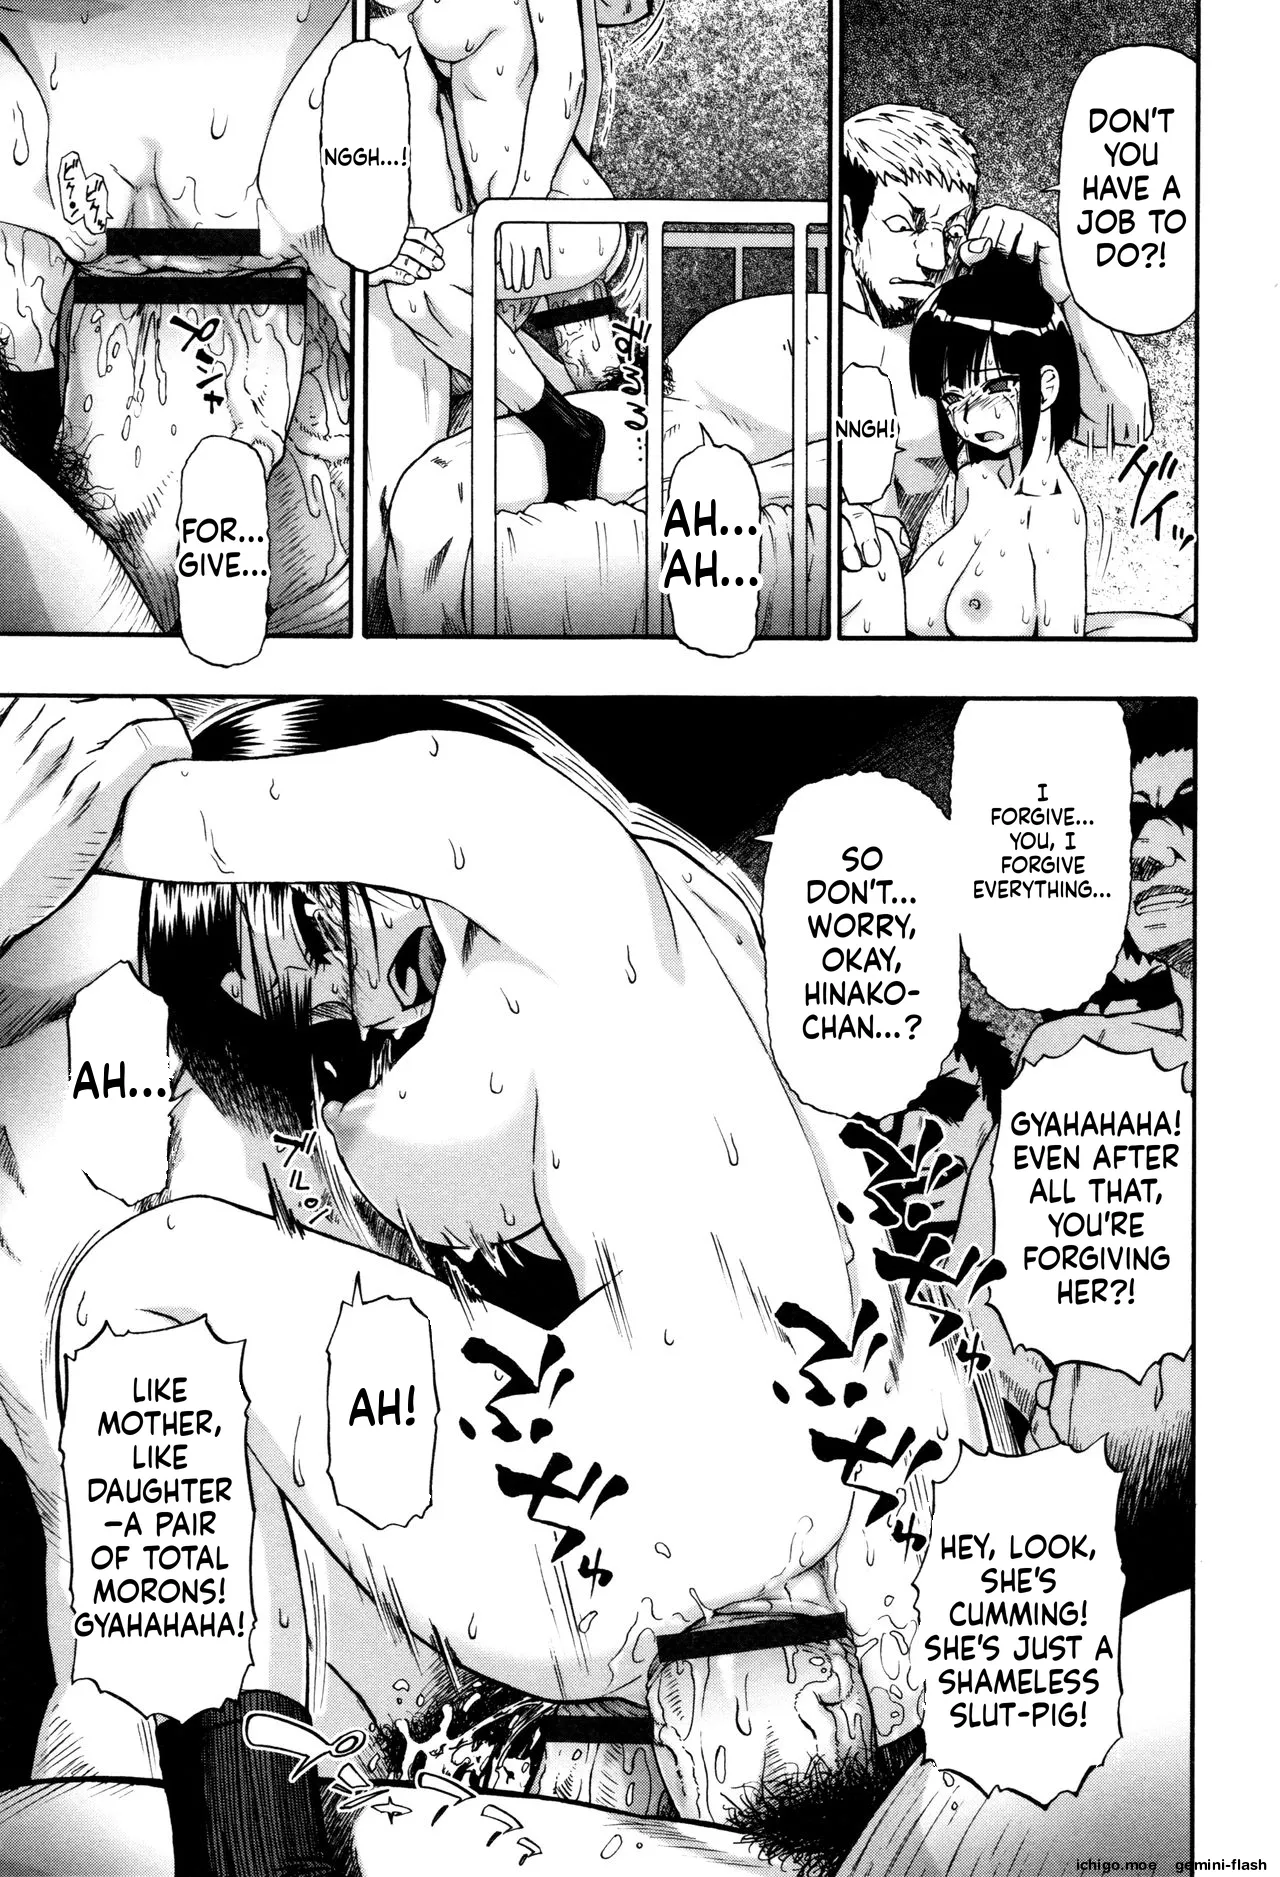 DON'T
YOU
HAVE A
JOB TO
DO?!
NNGH!
NGGH...!
AH...
AH...
FOR...
GIVE...
I
FORGIVE...
YOU, I
FORGIVE
EVERYTHING...
SO
DON'T...
WORRY,
OKAY,
HINAKO-
CHAN...?
GYAHAHAHA!
EVEN AFTER
ALL THAT,
YOU'RE
FORGIVING
HER?!
AH...
AH!
HEY, LOOK,
SHE'S
CUMMING!
SHE'S JUST A
SHAMELESS
SLUT-PIG!
LIKE
MOTHER,
LIKE
DAUGHTER
—A PAIR
OF TOTAL
MORONS!
GYAHAHAHA!
ichigo.moe gemini-flash